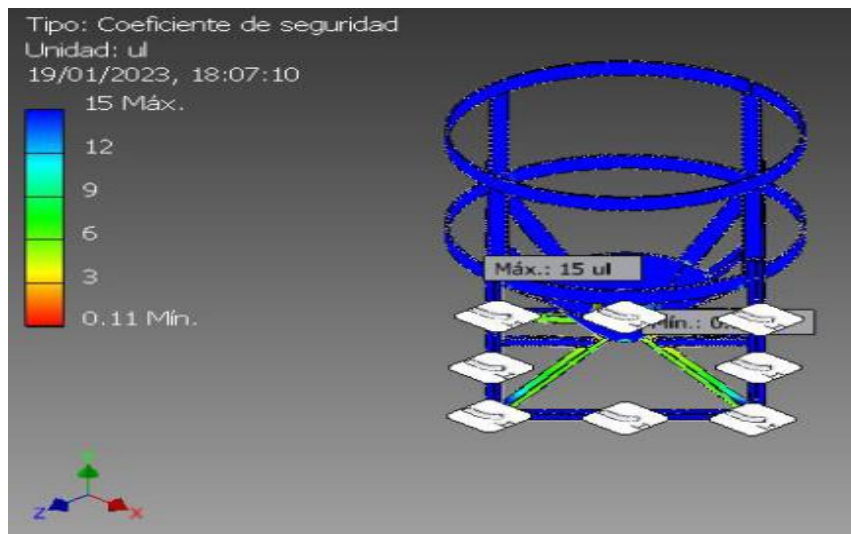 Tipo: Coeficiente de seguridad
Unidad: ul
19/01/2023, 18:07:10
15 Máx.
12
9
6
3
0.11 Mín.
Máx.: 15 ul
Mín.: 0.
Y
Z
X